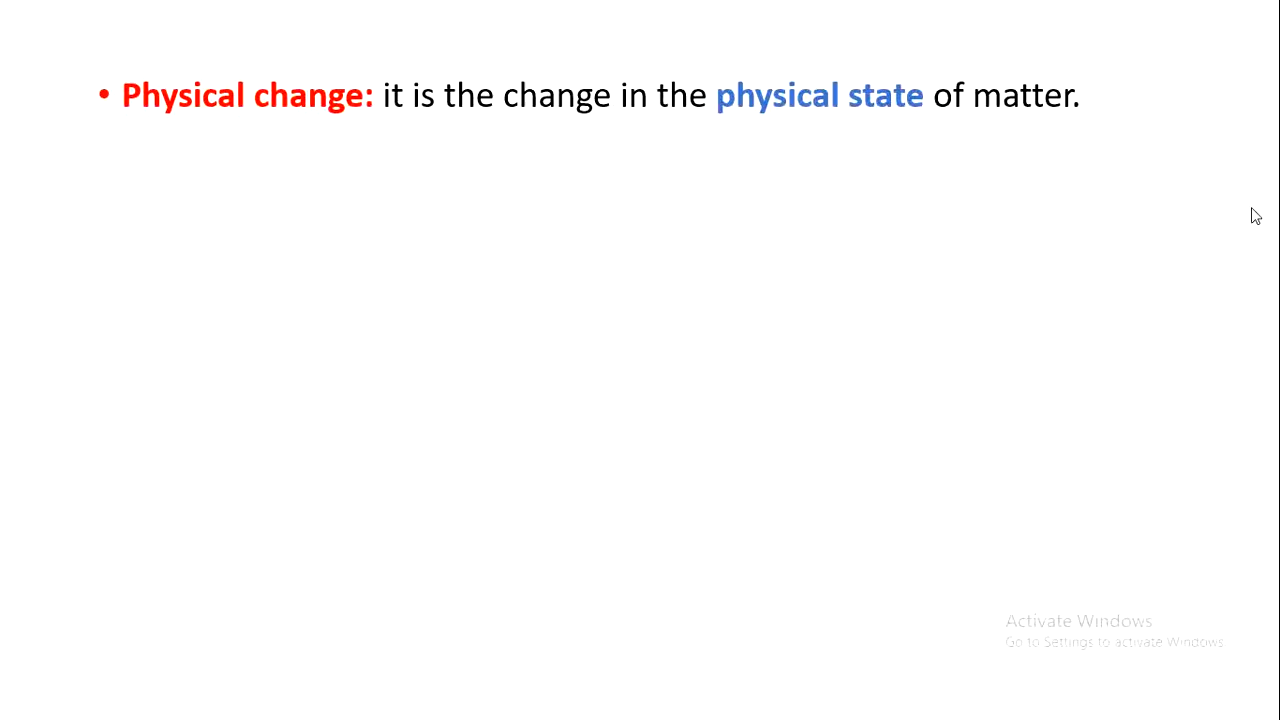 • Physical change: it is the change in the physical state of matter.
Activate Windows
Go to Settings to activate Windows